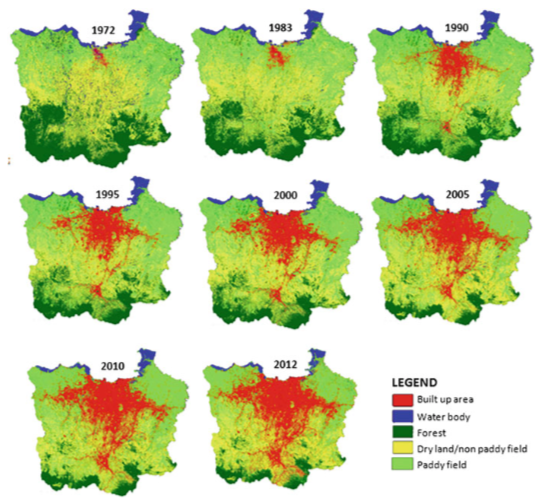 1972
1983
1990
1995
2000
2005
2010
2012
LEGEND
Built up area
Water body
Forest
Dry land/non paddy field
Paddy field